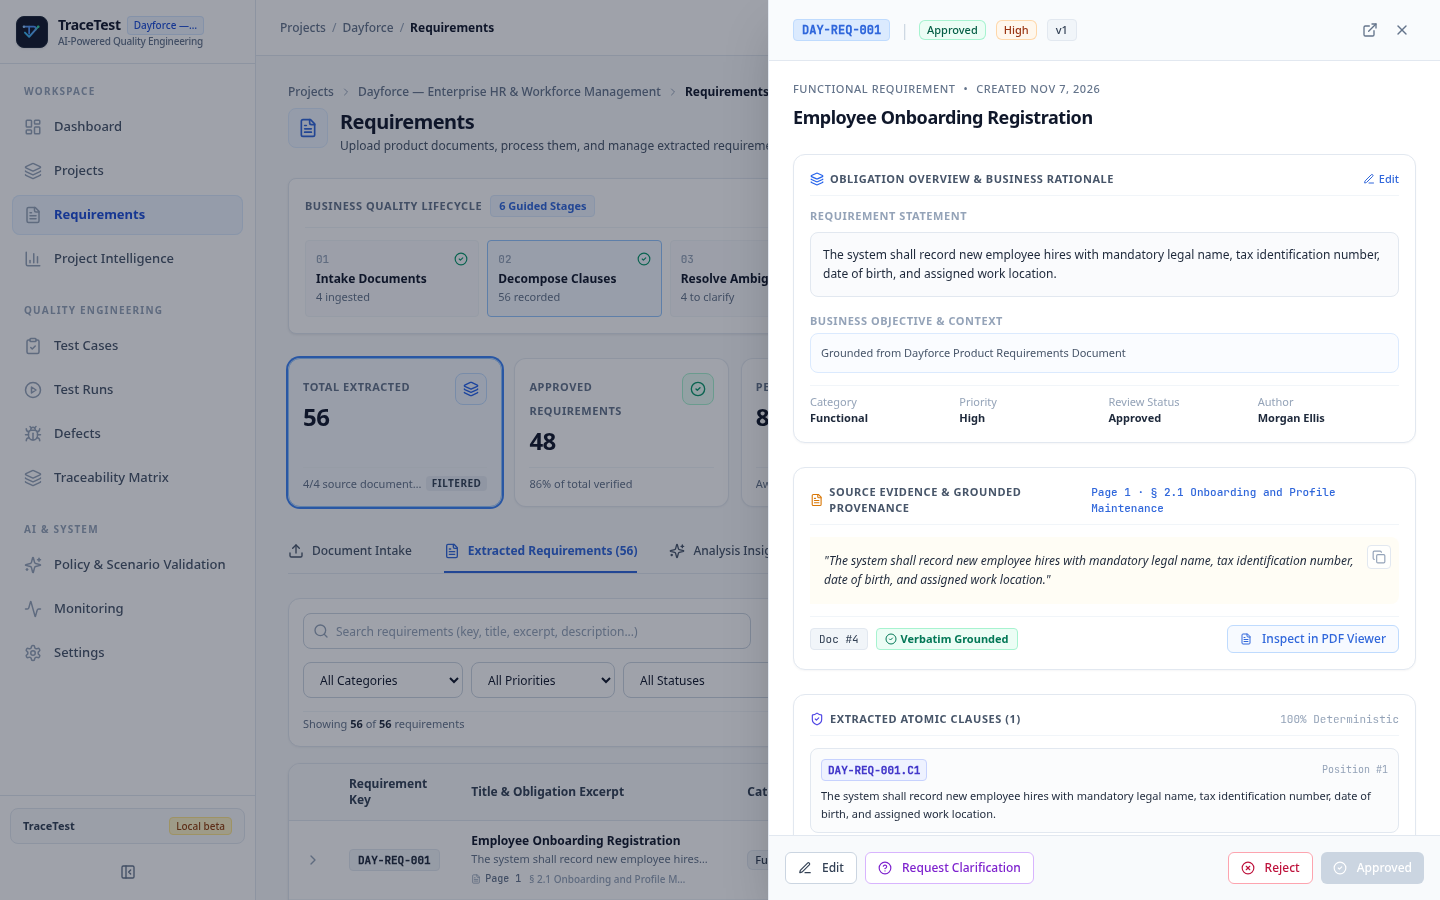 TraceTest
Dayforce —...
AI-Powered Quality Engineering
WORKSPACE
Dashboard
Projects
Requirements
Project Intelligence
QUALITY ENGINEERING
Test Cases
Test Runs
Defects
Traceability Matrix
AI & SYSTEM
Policy & Scenario Validation
Monitoring
Settings
TraceTest
Local beta
Projects / Dayforce / Requirements
Projects > Dayforce — Enterprise HR & Workforce Management > Requirements
Requirements
Upload product documents, process them, and manage extracted requireme
BUSINESS QUALITY LIFECYCLE
6 Guided Stages
01
Intake Documents
4 ingested
02
Decompose Clauses
56 recorded
03
Resolve Ambig
4 to clarify
TOTAL EXTRACTED
56
4/4 source document...
FILTERED
APPROVED
REQUIREMENTS
48
86% of total verified
PE
8
Aw
Document Intake
Extracted Requirements (56)
Analysis Insig
Search requirements (key, title, excerpt, description...)
All Categories
All Priorities
All Statuses
Showing 56 of 56 requirements
Requirement
Key
Title & Obligation Excerpt
Cat
DAY-REQ-001
Employee Onboarding Registration
The system shall record new employee hires...
Page 1
§ 2.1 Onboarding and Profile M...
Fu
DAY-REQ-001
Approved
High
v1
FUNCTIONAL REQUIREMENT • CREATED NOV 7, 2026
Employee Onboarding Registration
OBLIGATION OVERVIEW & BUSINESS RATIONALE
Edit
REQUIREMENT STATEMENT
The system shall record new employee hires with mandatory legal name, tax identification number,
date of birth, and assigned work location.
BUSINESS OBJECTIVE & CONTEXT
Grounded from Dayforce Product Requirements Document
Category
Functional
Priority
High
Review Status
Approved
Author
Morgan Ellis
SOURCE EVIDENCE & GROUNDED
PROVENANCE
Page 1 · § 2.1 Onboarding and Profile
Maintenance
"The system shall record new employee hires with mandatory legal name, tax identification number,
date of birth, and assigned work location."
Doc #4
Verbatim Grounded
Inspect in PDF Viewer
EXTRACTED ATOMIC CLAUSES (1)
100% Deterministic
DAY-REQ-001.C1
Position #1
The system shall record new employee hires with mandatory legal name, tax identification number, date of
birth, and assigned work location.
Edit
Request Clarification
Reject
Approved